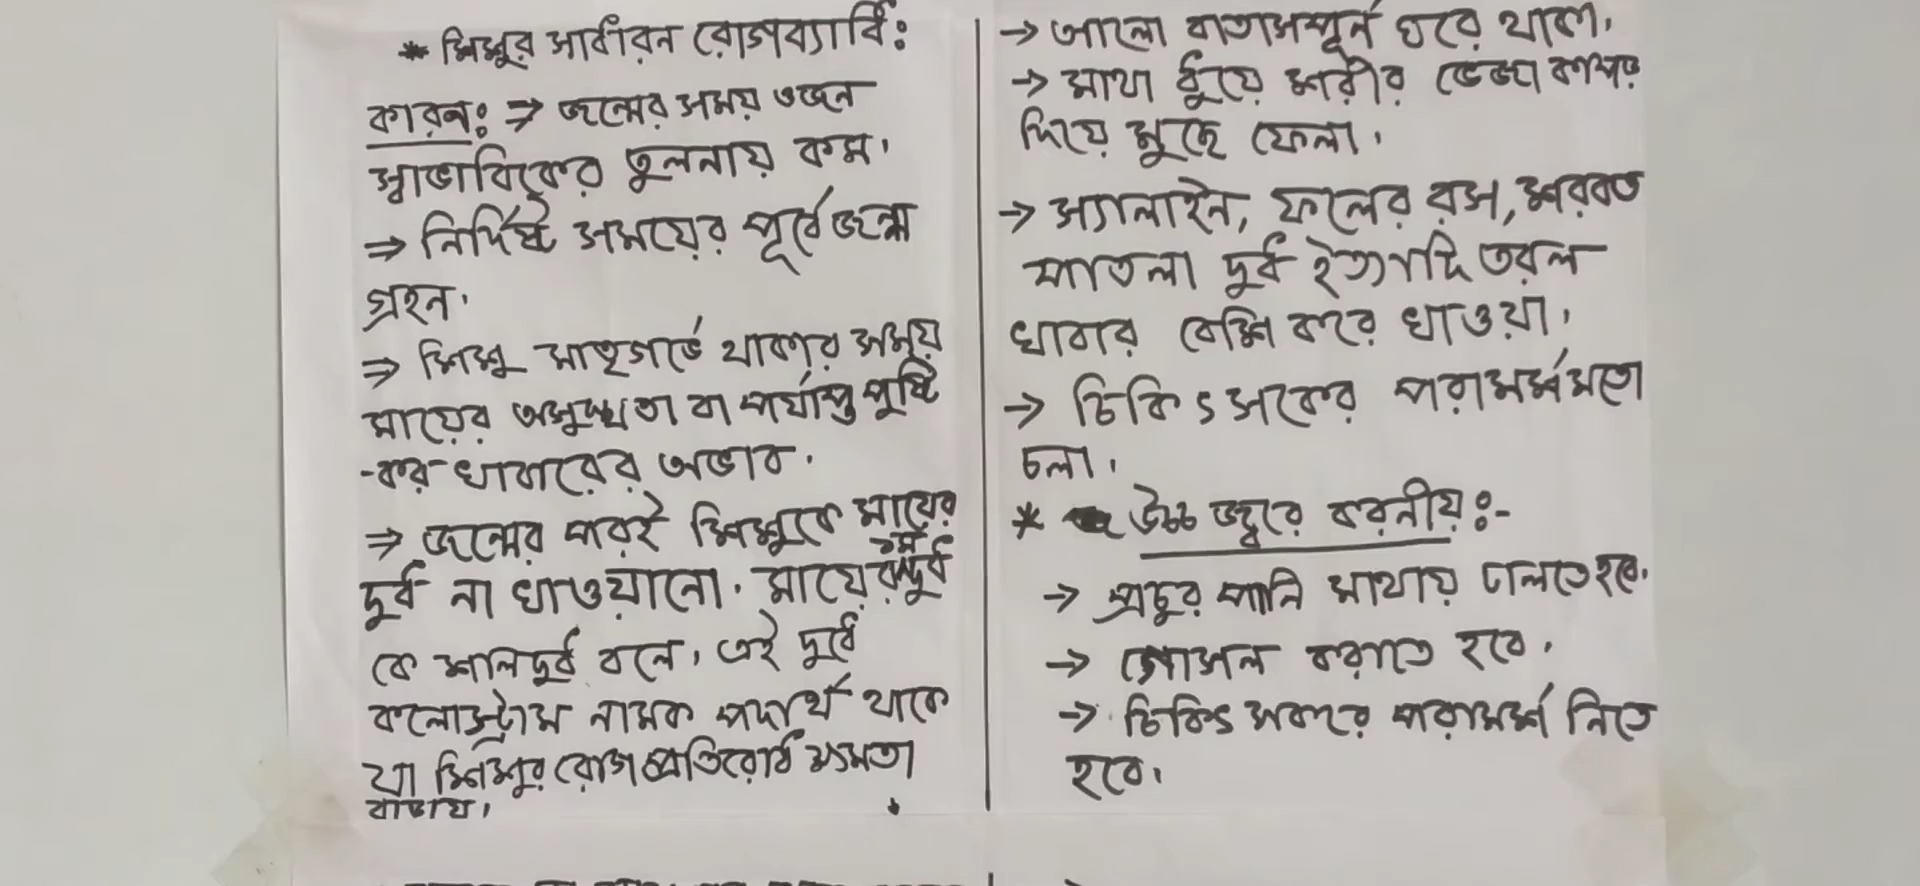 * শিশুর সাধারন রোগব্যাধি:
কারন: ⇒ জন্মের সময় ওজন
স্বাভাবিকের তুলনায় কম।
⇒ নির্দিষ্ট সময়ের পূর্বে জন্ম
গ্রহন।
⇒ শিশু মাতৃগর্ভে থাকার সময়
মায়ের অসুস্থতা বা পর্যাপ্ত পুষ্টি
-কর খাবারের অভাব।
⇒ জন্মের পরই শিশুকে মায়ের
দুধ না খাওয়ানো। মায়ের ১ম দুধ
কে শালদুধ বলে। এই দুধে
কলোস্ট্রাম নামক পদার্থ থাকে
যা শিশুর রোগ প্রতিরোধ ক্ষমতা
বাড়ায়।
→ আলো বাতাসম্পূর্ন ঘরে থাকা।
→ মাথা ধুয়ে শরীর ভেজা কাপড়
দিয়ে মুছে ফেলা।
→ স্যালাইন, ফলের রস, শরবত
পাতলা দুধ ইত্যাদি তরল
খাবার বেশি করে খাওয়া।
→ চিকিৎসকের পরামর্শমতো
চলা।
* উচ্চ জ্বরে করনীয়:-
→ প্রচুর পানি মাথায় ঢালতে হবে।
→ গোসল করাতে হবে।
→ চিকিৎসকের পরামর্শ নিতে
হবে।